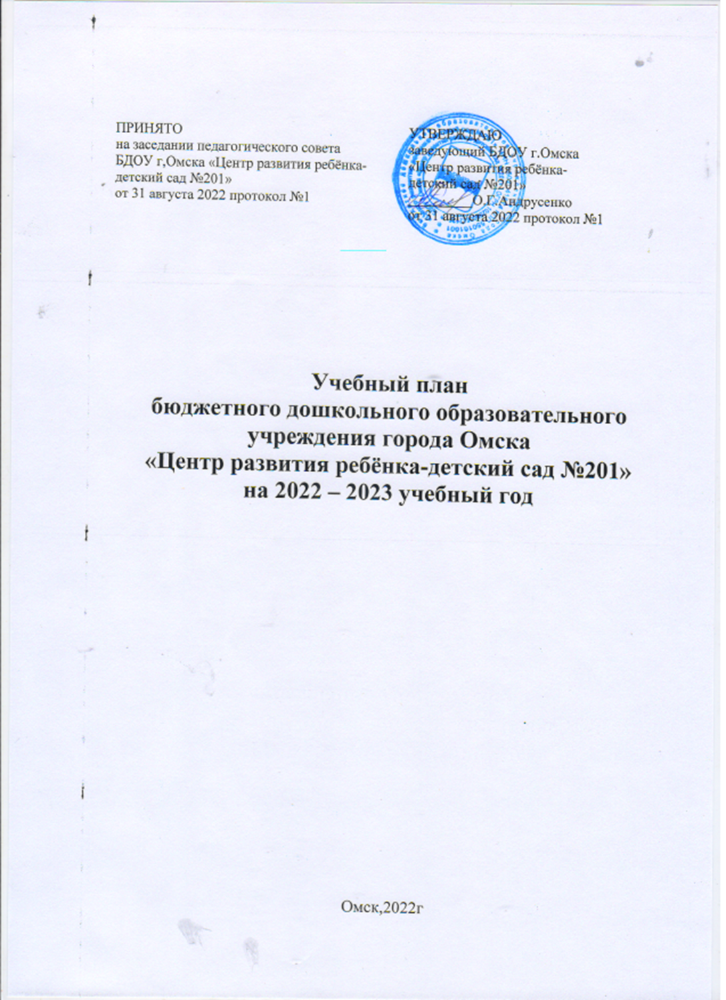 ПРИНЯТО
на заседании педагогического совета
БДОУ г,Омска «Центр развития ребёнка-
детский сад №201»
от 31 августа 2022 протокол №1
УТВЕРЖДАЮ
заведующий БДОУ г.Омска
«Центр развития ребёнка-
детский сад №201»
О.Г.Андрусенко
от 31 августа 2022 протокол №1
Учебный план
бюджетного дошкольного образовательного
учреждения города Омска
«Центр развития ребёнка-детский сад №201»
на 2022 – 2023 учебный год
Омск,2022г